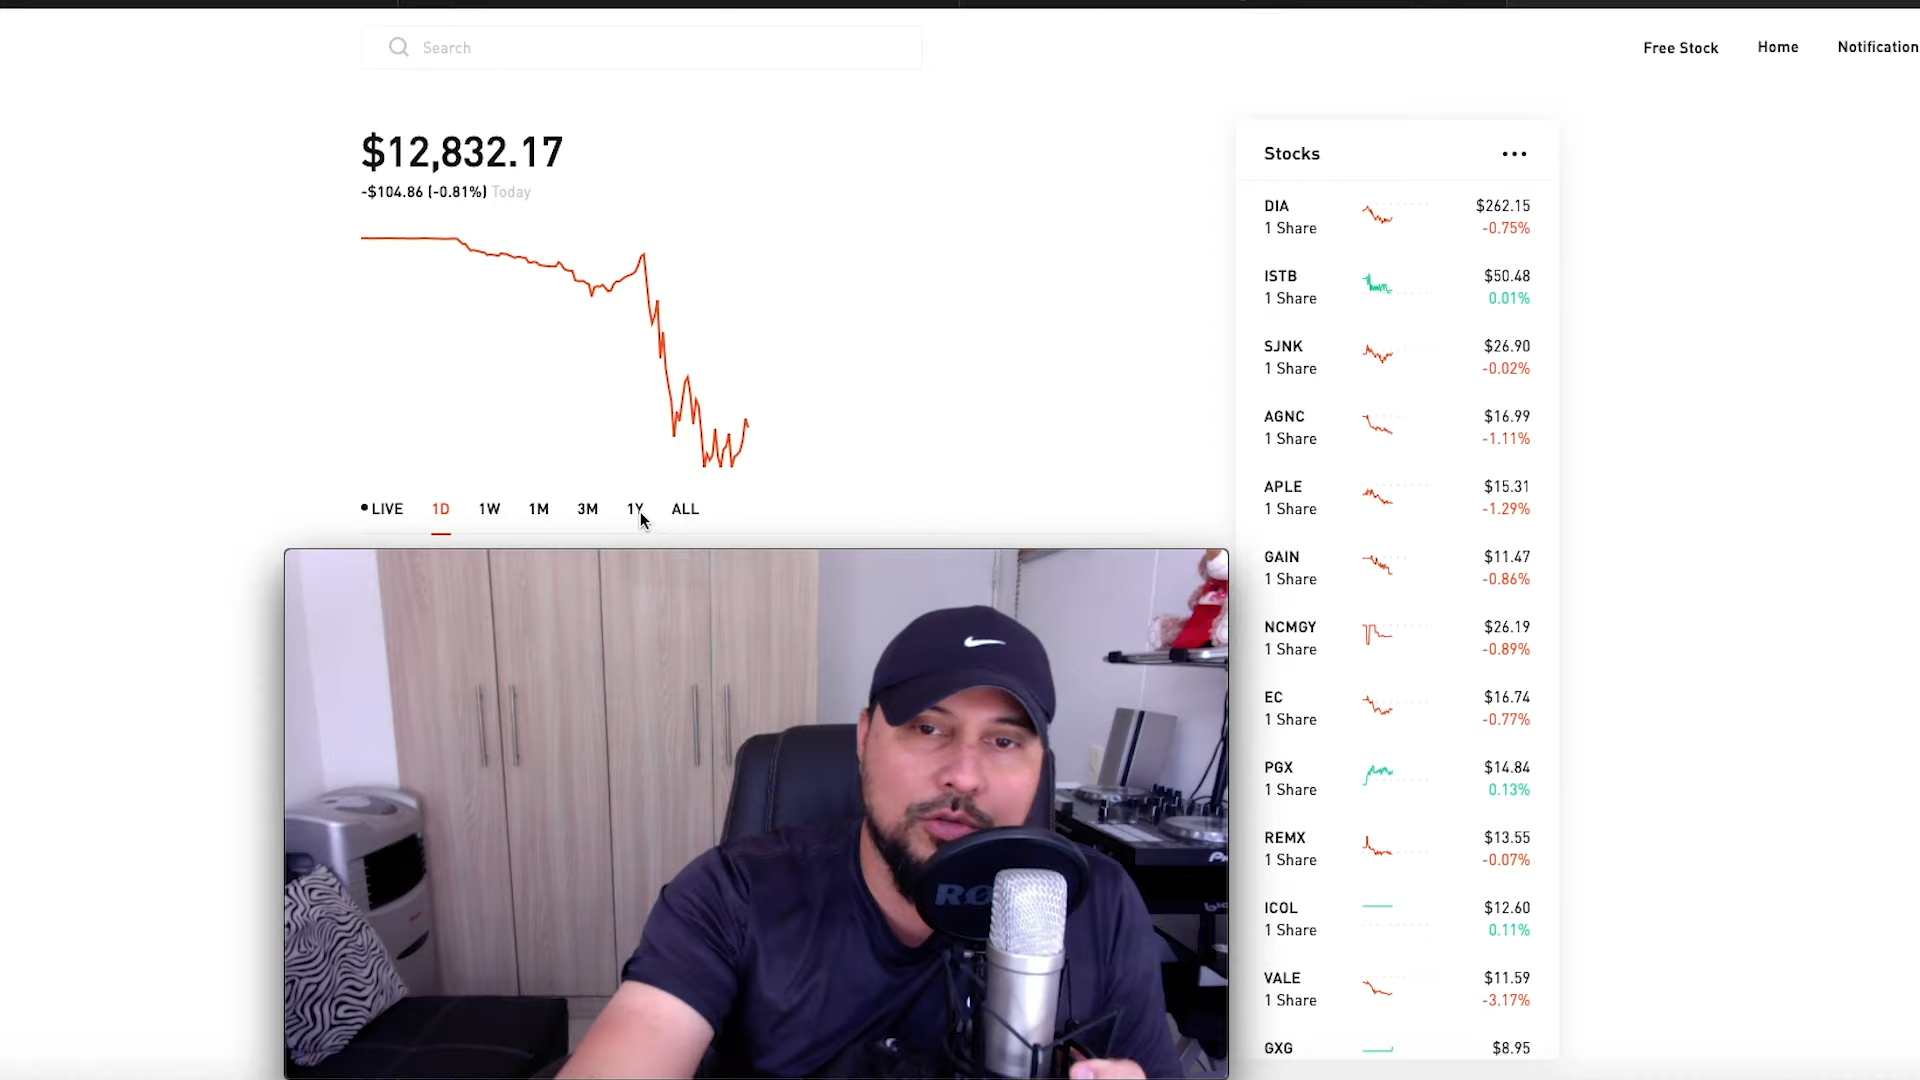 Search
Free Stock
Home
Notification
$12,832.17
-$104.86 (-0.81%) Today
LIVE
1D
1W
1M
3M
1Y
ALL
Stocks
DIA
$262.15
1 Share
-0.75%
ISTB
$50.48
1 Share
0.01%
SJNK
$26.90
1 Share
-0.02%
AGNC
$16.99
1 Share
-1.11%
APLE
$15.31
1 Share
-1.29%
GAIN
$11.47
1 Share
-0.86%
NCMGY
$26.19
1 Share
-0.89%
EC
$16.74
1 Share
-0.77%
PGX
$14.84
1 Share
0.13%
REMX
$13.55
1 Share
-0.07%
ICOL
$12.60
1 Share
0.11%
VALE
$11.59
1 Share
-3.17%
GXG
$8.95